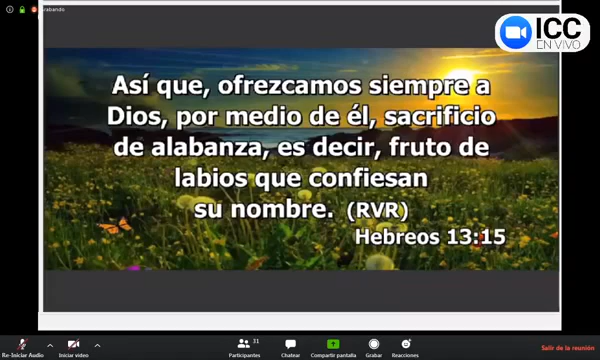 Grabando
ICC
EN VIVO
Así que, ofrezcamos siempre a
Dios, por medio de él, sacrificio
de alabanza, es decir, fruto de
labios que confiesan
su nombre. (RVR)
Hebreos 13:15
Re-Iniciar Audio
Iniciar video
31
Participantes
Chatear
Compartir pantalla
Grabar
Reacciones
Salir de la reunión